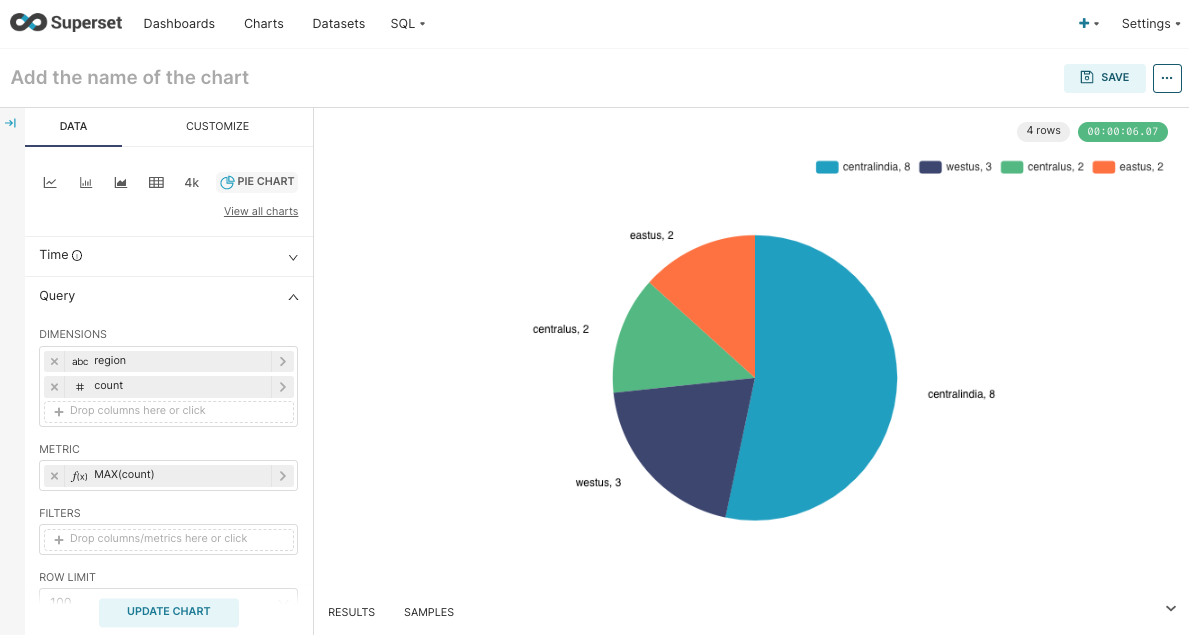 Superset Dashboards Charts Datasets SQL Settings
Add the name of the chart
SAVE
DATA CUSTOMIZE
4k PIE CHART
View all charts
Time
Query
DIMENSIONS
abc region
# count
Drop columns here or click
METRIC
f(x) MAX(count)
FILTERS
Drop columns/metrics here or click
ROW LIMIT
100
UPDATE CHART
4 rows 00:00:06.07
centralindia, 8 westus, 3 centralus, 2 eastus, 2
eastus, 2
centralus, 2
centralindia, 8
westus, 3
RESULTS SAMPLES